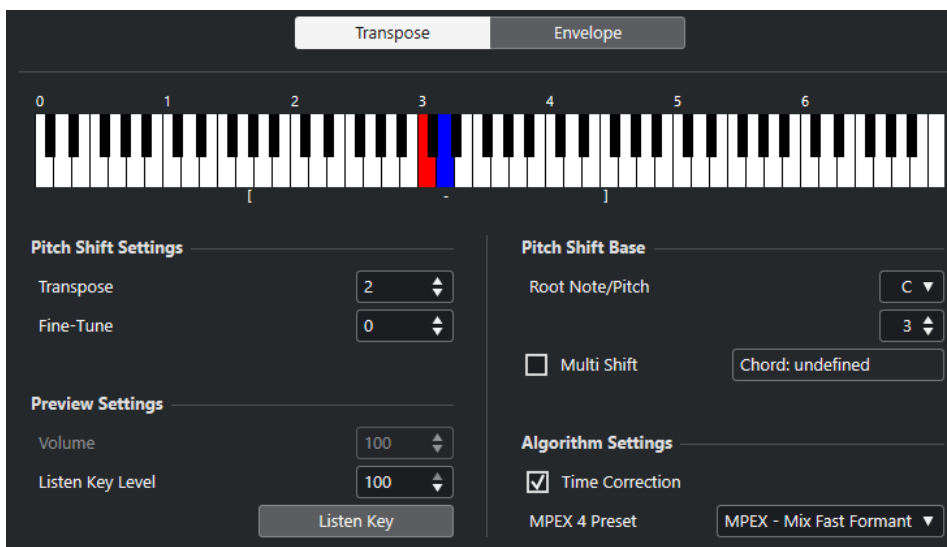 Transpose Envelope
0 1 2 3 4 5 6
[ - ]
Pitch Shift Settings
Transpose 2
Fine-Tune 0
Preview Settings
Volume 100
Listen Key Level 100
Listen Key
Pitch Shift Base
Root Note/Pitch C
3
Multi Shift Chord: undefined
Algorithm Settings
Time Correction
MPEX 4 Preset MPEX - Mix Fast Formant